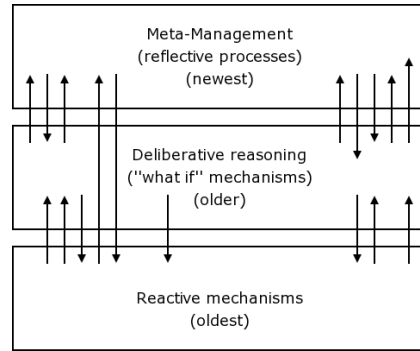 Meta-Management
(reflective processes)
(newest)
Deliberative reasoning
("what if" mechanisms)
(older)
Reactive mechanisms
(oldest)